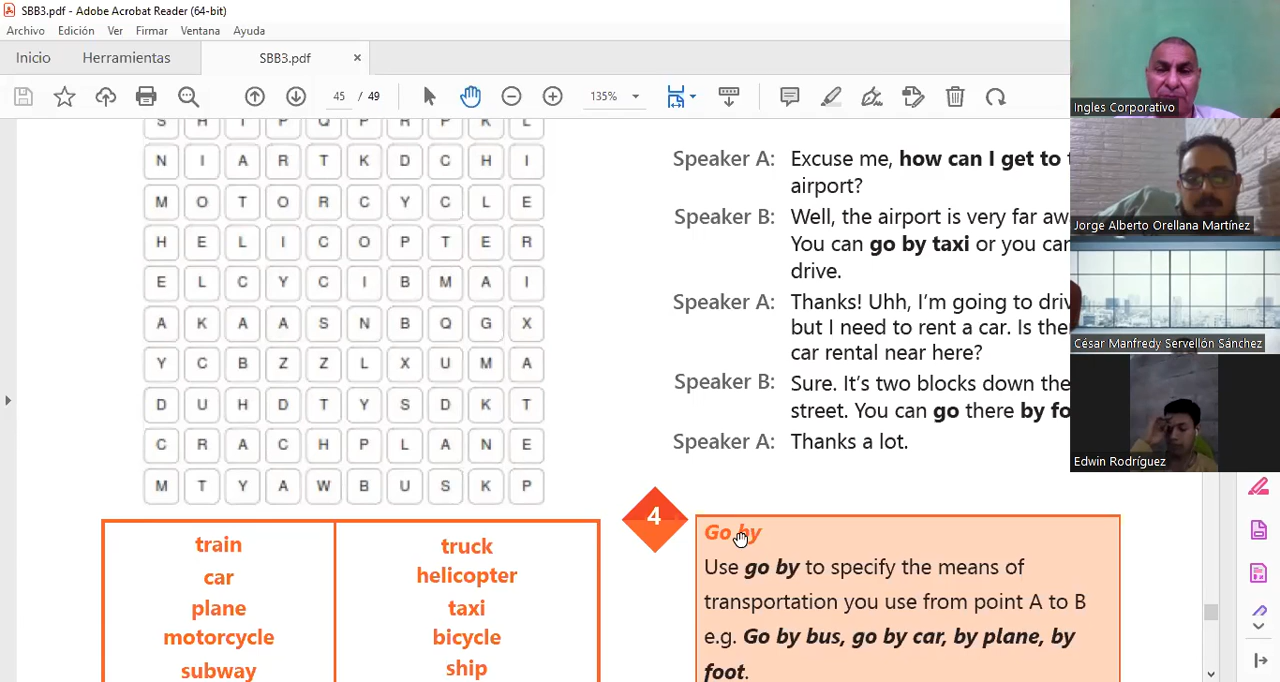 SBB3.pdf - Adobe Acrobat Reader (64-bit)
Archivo Edición Ver Firmar Ventana Ayuda
Inicio Herramientas SBB3.pdf ×
45 / 49 135%
S H I P Q P R P K L
N I A R T K D C H I
M O T O R C Y C L E
H E L I C O P T E R
E L C Y C I B M A I
A K A A S N B Q G X
Y C B Z Z L X U M A
D U H D T Y S D K T
C R A C H P L A N E
M T Y A W B U S K P
train
car
plane
motorcycle
subway
truck
helicopter
taxi
bicycle
ship
Speaker A: Excuse me, how can I get to
airport?
Speaker B: Well, the airport is very far
You can go by taxi or you
drive.
Speaker A: Thanks! Uhh, I'm going to
but I need to rent a car. Is
car rental near here?
Speaker B: Sure. It's two blocks down the
street. You can go there by
Speaker A: Thanks a lot.
4
Go by
Use go by to specify the means of
transportation you use from point A to B
e.g. Go by bus, go by car, by plane, by
foot.
Ingles Corporativo
Jorge Alberto Orellana Martínez
César Manfredy Servellón Sánchez
Edwin Rodríguez